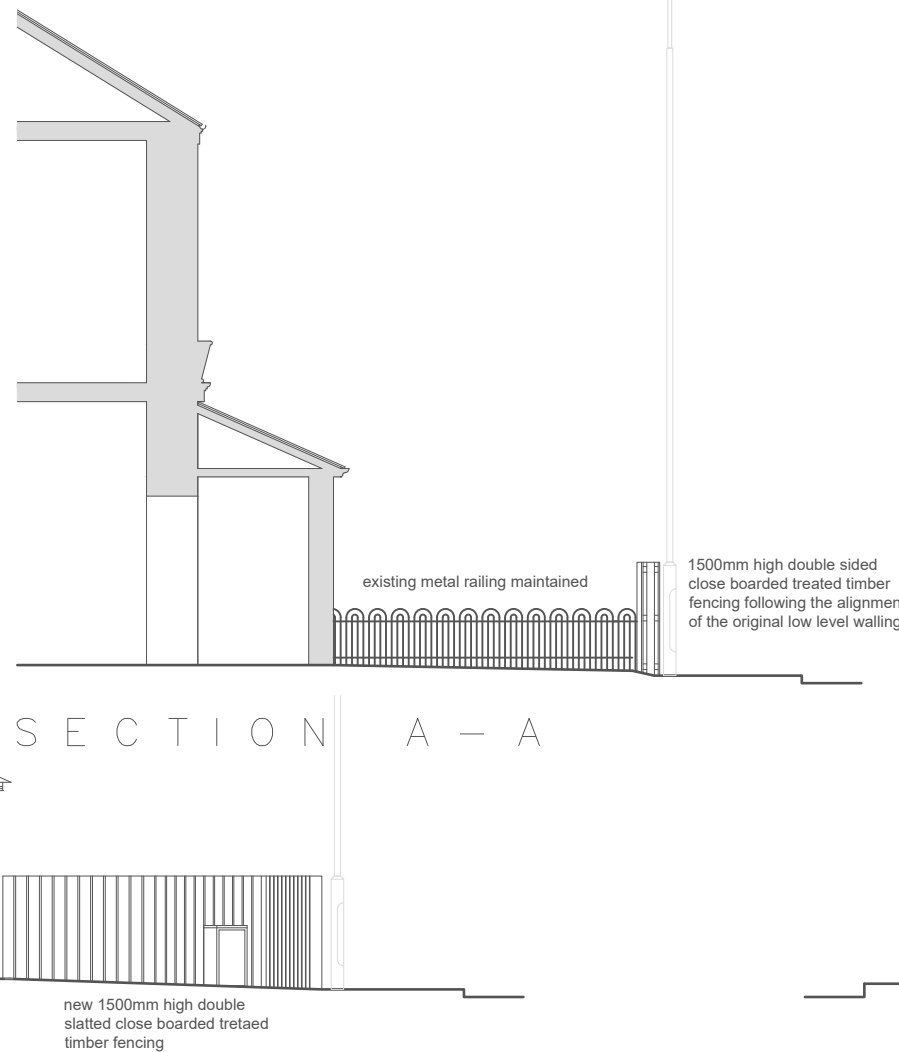 existing metal railing maintained
1500mm high double sided
close boarded treated timber
fencing following the alignmen
of the original low level walling
SECTION A-A
new 1500mm high double
slatted close boarded tretaed
timber fencing